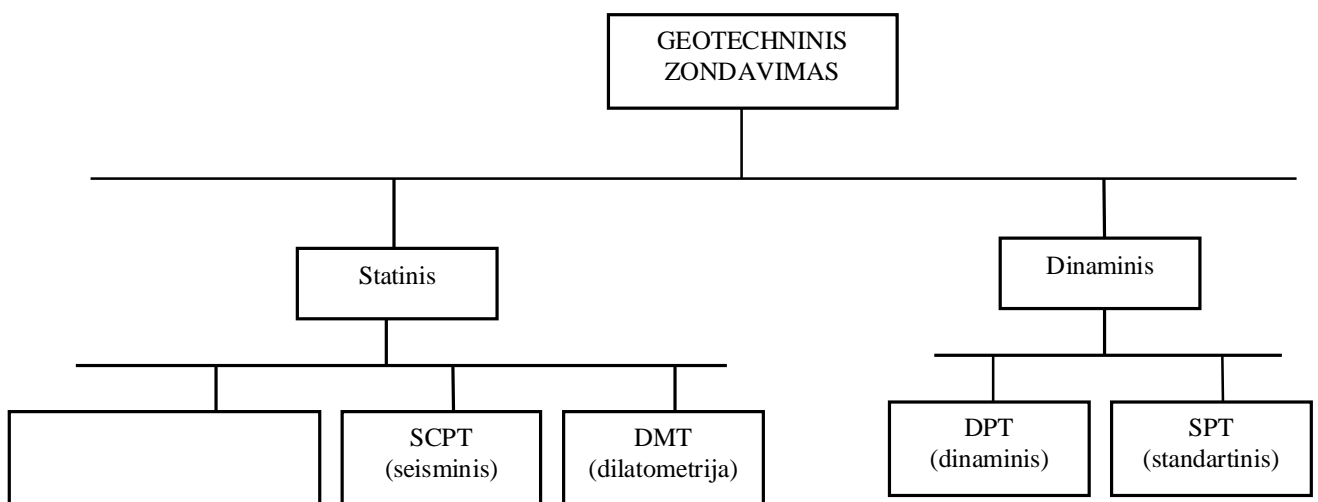 GEOTECHNINIS
ZONDAVIMAS
Statinis
Dinaminis
SCPT
(seisminis)
DMT
(dilatometrija)
DPT
(dinaminis)
SPT
(standartinis)